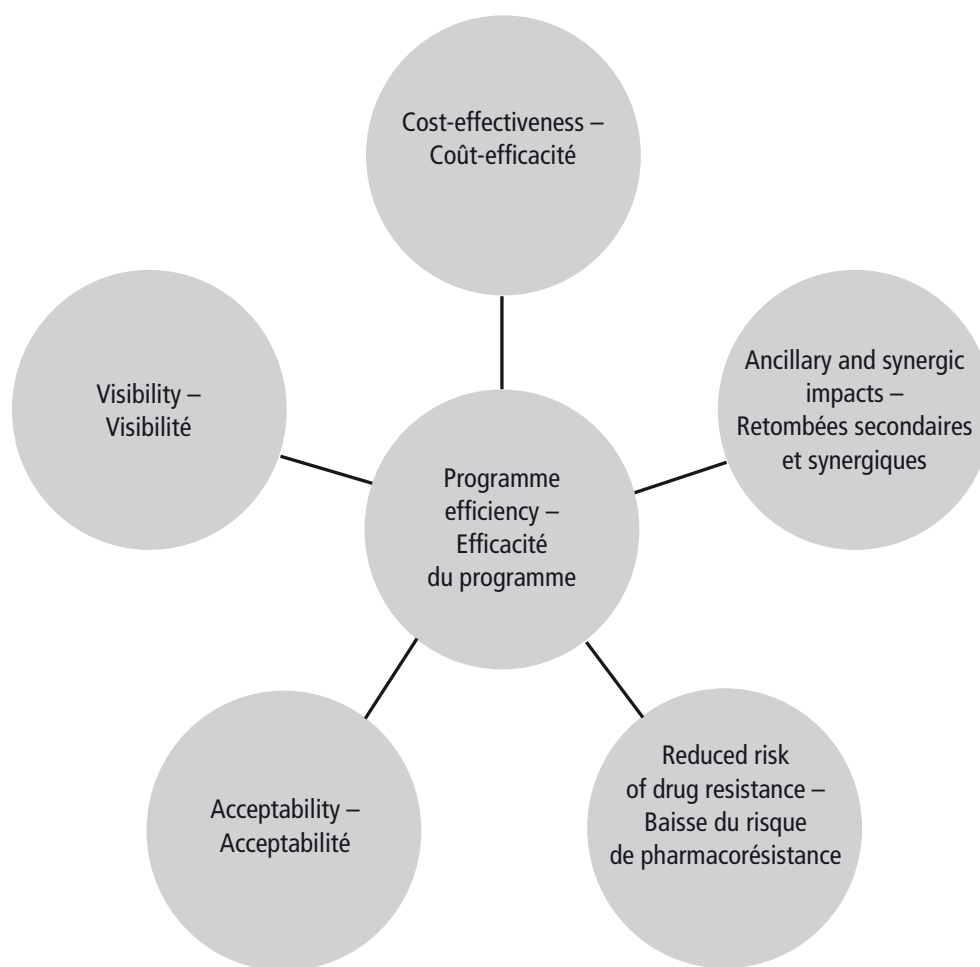 Cost-effectiveness –
Coût-efficacité
Visibility –
Visibilité
Ancillary and synergic
impacts –
Retombées secondaires
et synergiques
Programme
efficiency –
Efficacité
du programme
Acceptability –
Acceptabilité
Reduced risk
of drug resistance –
Baisse du risque
de pharmacorésistance